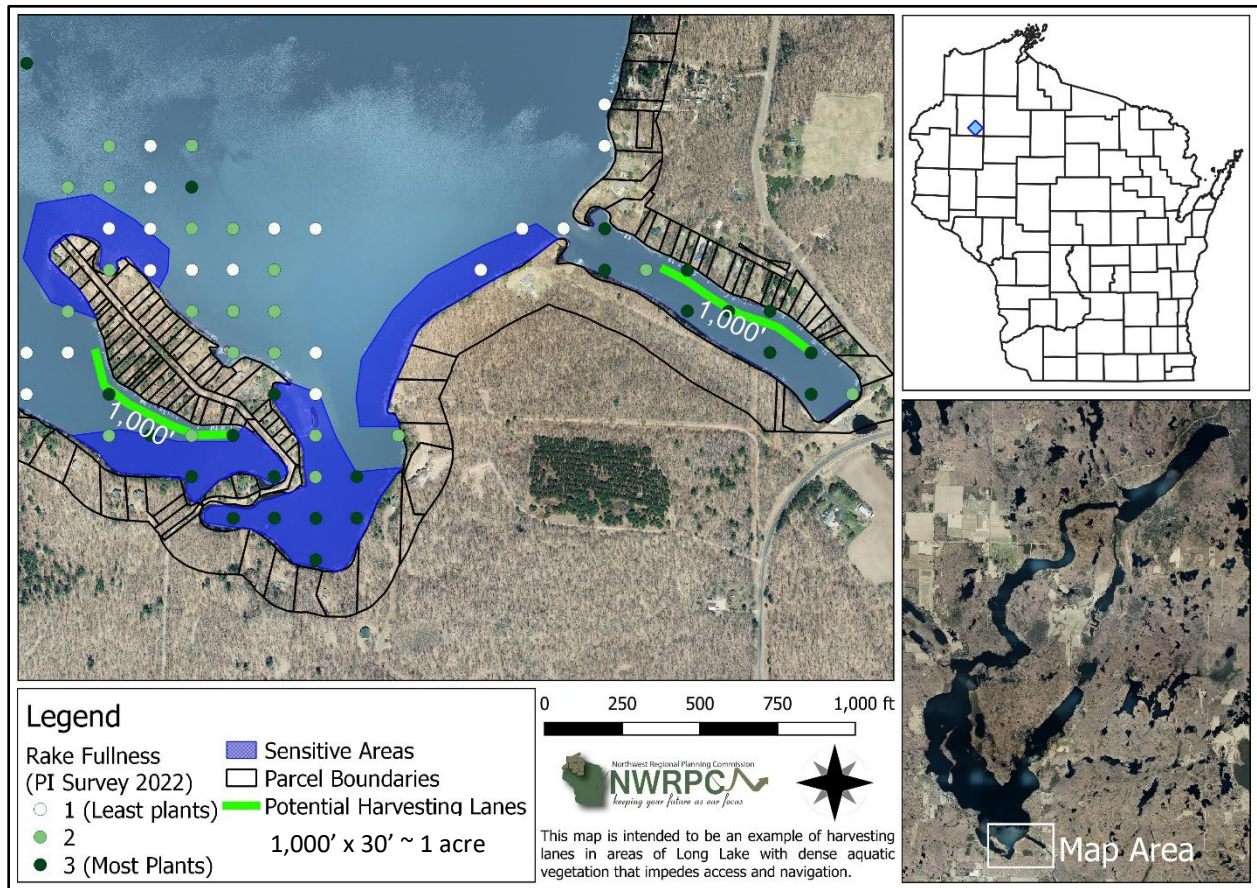 1,000'
1,000'
Legend
Rake Fullness
(PI Survey 2022)
1 (Least plants)
2
3 (Most Plants)
Sensitive Areas
Parcel Boundaries
Potential Harvesting Lanes
1,000' x 30' ~ 1 acre
0 250 500 750 1,000 ft
Northwest Regional Planning Commission
NWRPC
keeping your future as our focus
This map is intended to be an example of harvesting
lanes in areas of Long Lake with dense aquatic
vegetation that impedes access and navigation.
Map Area